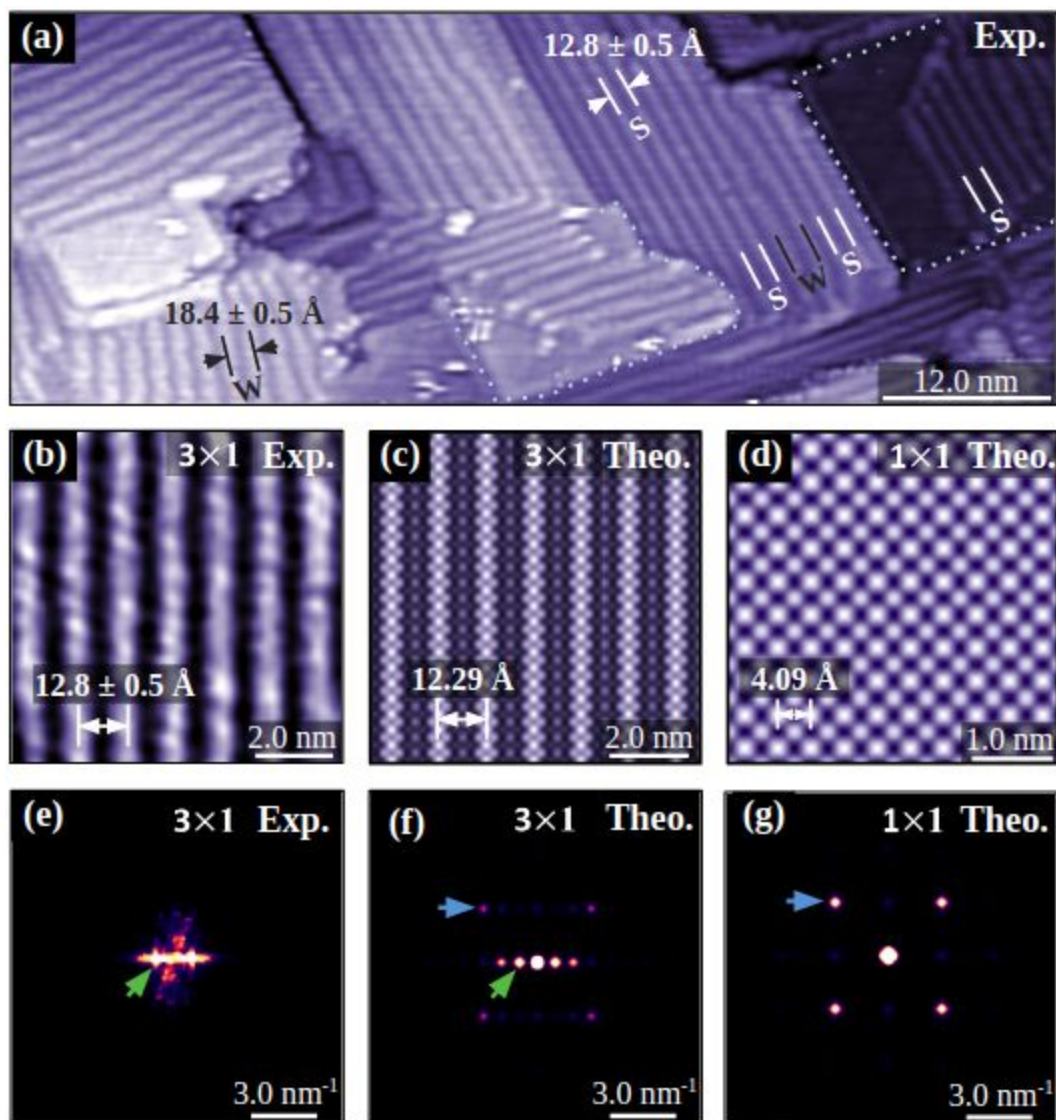 (a) Exp.
12.8 ± 0.5 Å
S
S
S
W
S
18.4 ± 0.5 Å
W
12.0 nm
(b) 3×1 Exp.
12.8 ± 0.5 Å
2.0 nm
(c) 3×1 Theo.
12.29 Å
2.0 nm
(d) 1×1 Theo.
4.09 Å
1.0 nm
(e) 3×1 Exp.
3.0 nm⁻¹
(f) 3×1 Theo.
3.0 nm⁻¹
(g) 1×1 Theo.
3.0 nm⁻¹